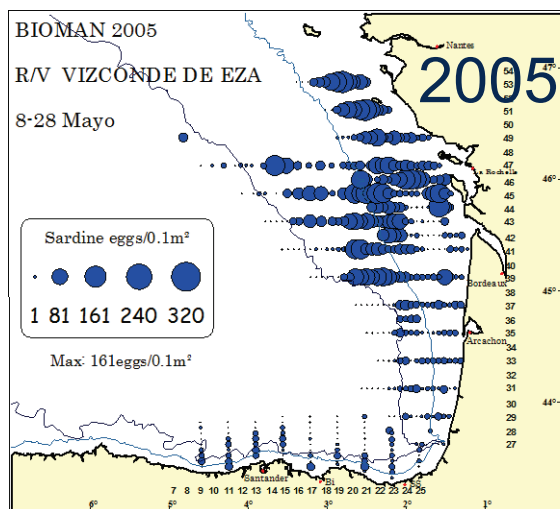 BIOMAN 2005
R/V VIZCONDE DE EZA
8-28 Mayo
2005
Nantes
47°
54
53
52
51
50
49
48
47
La Rochelle
46
46°
45
44
43
42
41
40
39
Bordeaux
45°
38
37
36
35
Arcachon
34
33
32
31
44°
30
29
28
27
Sardine eggs/0.1m²
1 81 161 240 320
Max: 161eggs/0.1m²
Santander
Bi
SS
7 8 9 10 11 12 13 14 15 16 17 18 19 20 21 22 23 24 25
6° 5° 4° 3° 2° 1°